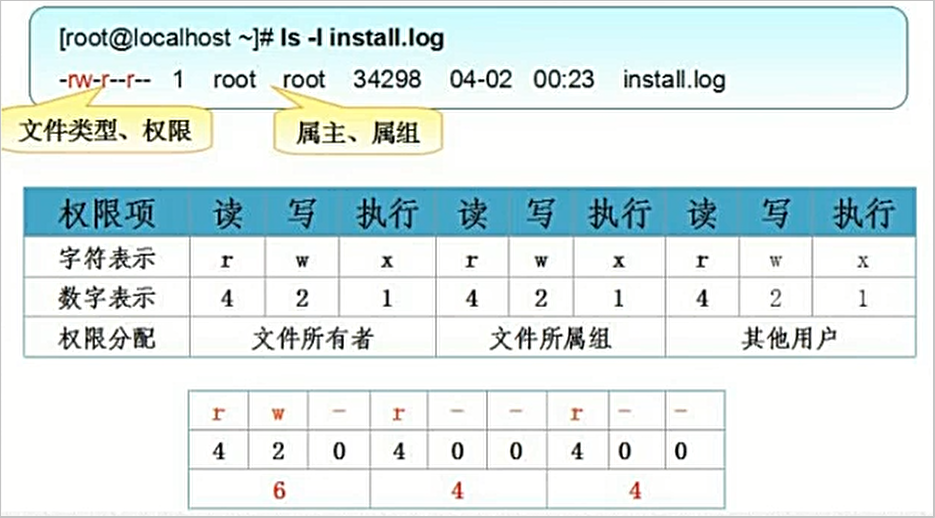 [root@localhost ~]# ls -l install.log
-rw-r--r-- 1 root root 34298 04-02 00:23 install.log
文件类型、权限 属主、属组
权限项 读 写 执行 读 写 执行 读 写 执行
字符表示 r w x r w x r w x
数字表示 4 2 1 4 2 1 4 2 1
权限分配 文件所有者 文件所属组 其他用户
r w - r - - r - -
4 2 0 4 0 0 4 0 0
6 4 4